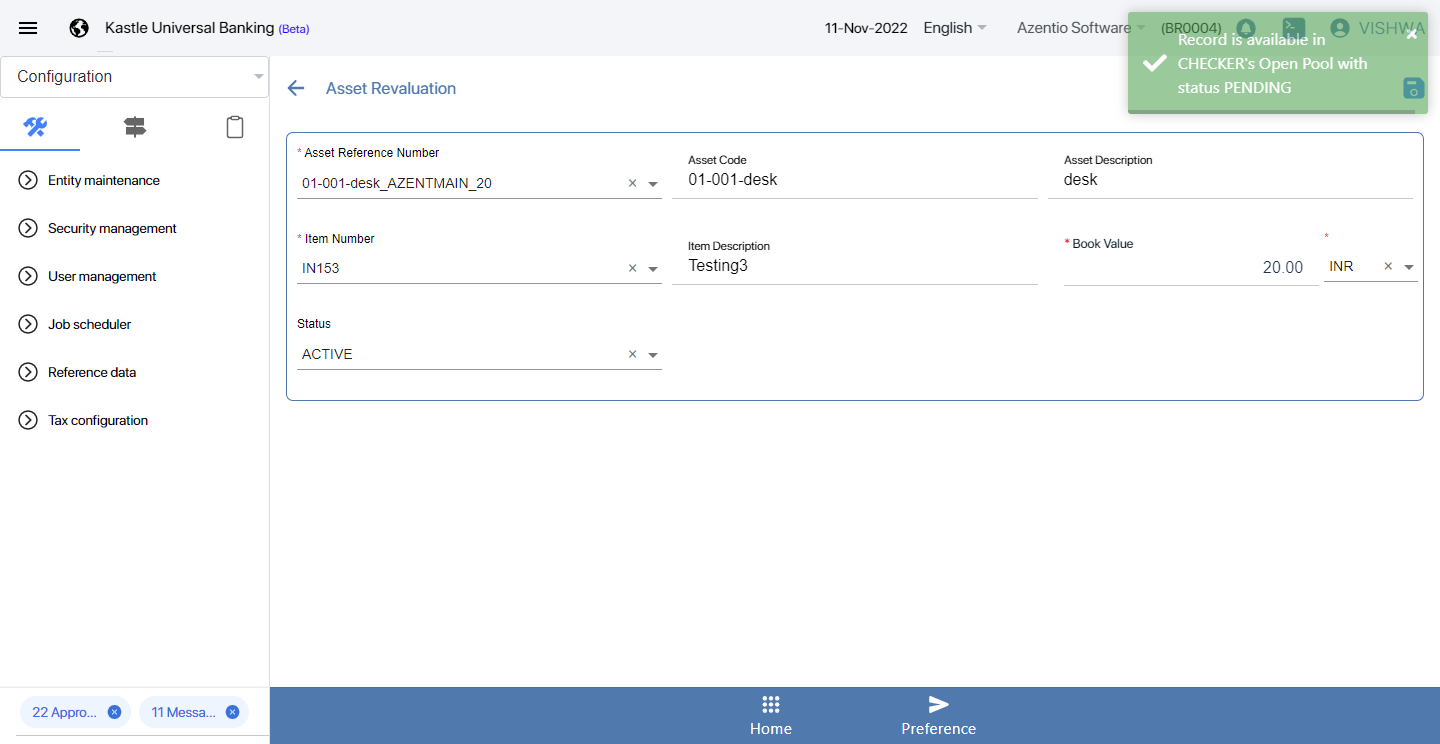 Kastle Universal Banking (Beta)
11-Nov-2022
English
Azentio Software
(BR0004)
VISHWA
Record is available in
CHECKER's Open Pool with
status PENDING
Configuration
Asset Revaluation
Entity maintenance
Security management
User management
Job scheduler
Reference data
Tax configuration
* Asset Reference Number
01-001-desk_AZENTMAIN_20
Asset Code
01-001-desk
Asset Description
desk
* Item Number
IN153
Item Description
Testing3
* Book Value
20.00
*
INR
Status
ACTIVE
22 Appro...
11 Messa...
Home
Preference